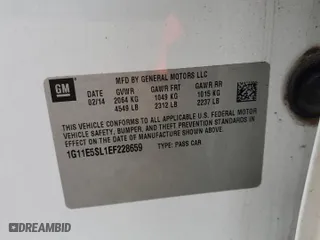 GM
MFD BY GENERAL MOTORS LLC
DATE GVWR GAWR FRT GAWR RR
02/14 2064 KG 1049 KG 1015 KG
4549 LB 2312 LB 2237 LB
THIS VEHICLE CONFORMS TO ALL APPLICABLE U.S. FEDERAL MOTOR
VEHICLE SAFETY, BUMPER, AND THEFT PREVENTION STANDARDS
IN EFFECT ON THE DATE OF MANUFACTURE SHOWN ABOVE.
1G11E5SL1EF228659 TYPE: PASS CAR
DREAMBID